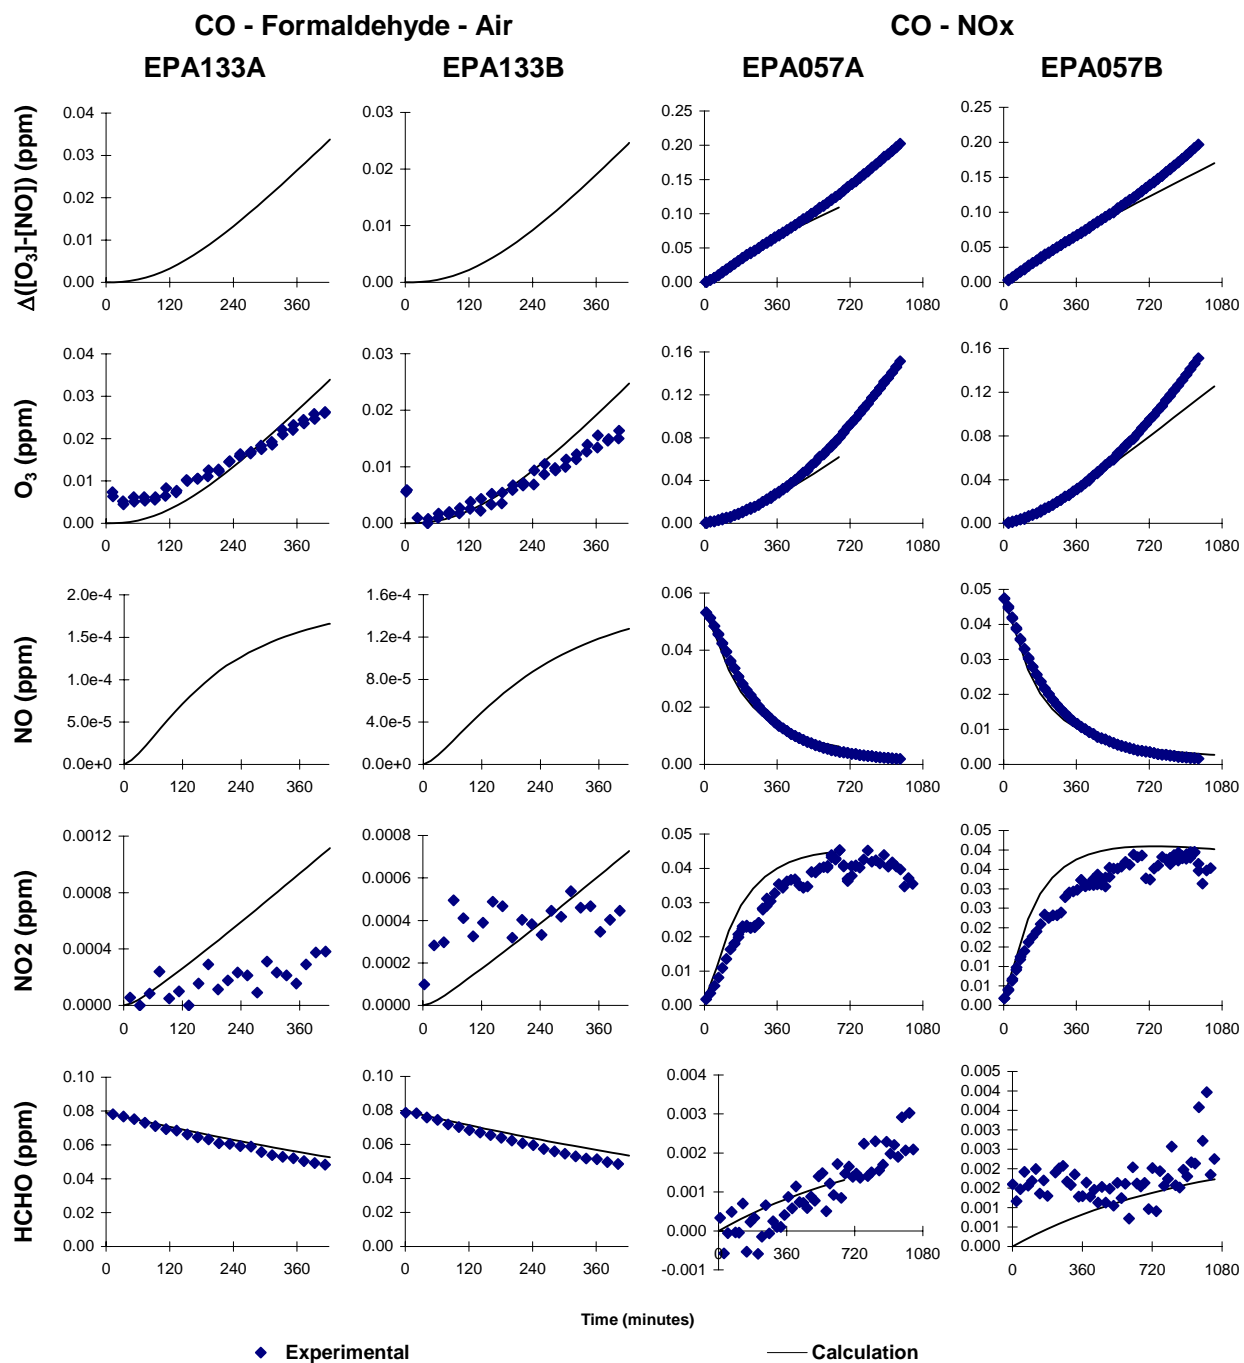 CO - Formaldehyde - Air CO - NOx
EPA133A EPA133B EPA057A EPA057B
Δ([O3]-[NO]) (ppm)
0.04
0.03
0.02
0.01
0.00
0 120 240 360
0.03
0.02
0.01
0.00
0 120 240 360
0.25
0.20
0.15
0.10
0.05
0.00
0 360 720 1080
0.25
0.20
0.15
0.10
0.05
0.00
0 360 720 1080
O3 (ppm)
0.04
0.03
0.02
0.01
0.00
0 120 240 360
0.03
0.02
0.01
0.00
0 120 240 360
0.16
0.12
0.08
0.04
0.00
0 360 720 1080
0.16
0.12
0.08
0.04
0.00
0 360 720 1080
NO (ppm)
2.0e-4
1.5e-4
1.0e-4
5.0e-5
0.0e+0
0 120 240 360
1.6e-4
1.2e-4
8.0e-5
4.0e-5
0.0e+0
0 120 240 360
0.06
0.04
0.02
0.00
0 360 720 1080
0.05
0.04
0.03
0.02
0.01
0.00
0 360 720 1080
NO2 (ppm)
0.0012
0.0008
0.0004
0.0000
0 120 240 360
0.0008
0.0006
0.0004
0.0002
0.0000
0 120 240 360
0.05
0.04
0.03
0.02
0.01
0.00
0 360 720 1080
0.05
0.04
0.04
0.03
0.03
0.02
0.02
0.01
0.01
0.00
0 360 720 1080
HCHO (ppm)
0.10
0.08
0.06
0.04
0.02
0.00
0 120 240 360
0.10
0.08
0.06
0.04
0.02
0.00
0 120 240 360
0.004
0.003
0.002
0.001
0.000
-0.001
0 360 720 1080
0.005
0.004
0.004
0.003
0.003
0.002
0.002
0.001
0.001
0.000
0 360 720 1080
Time (minutes)
Experimental Calculation